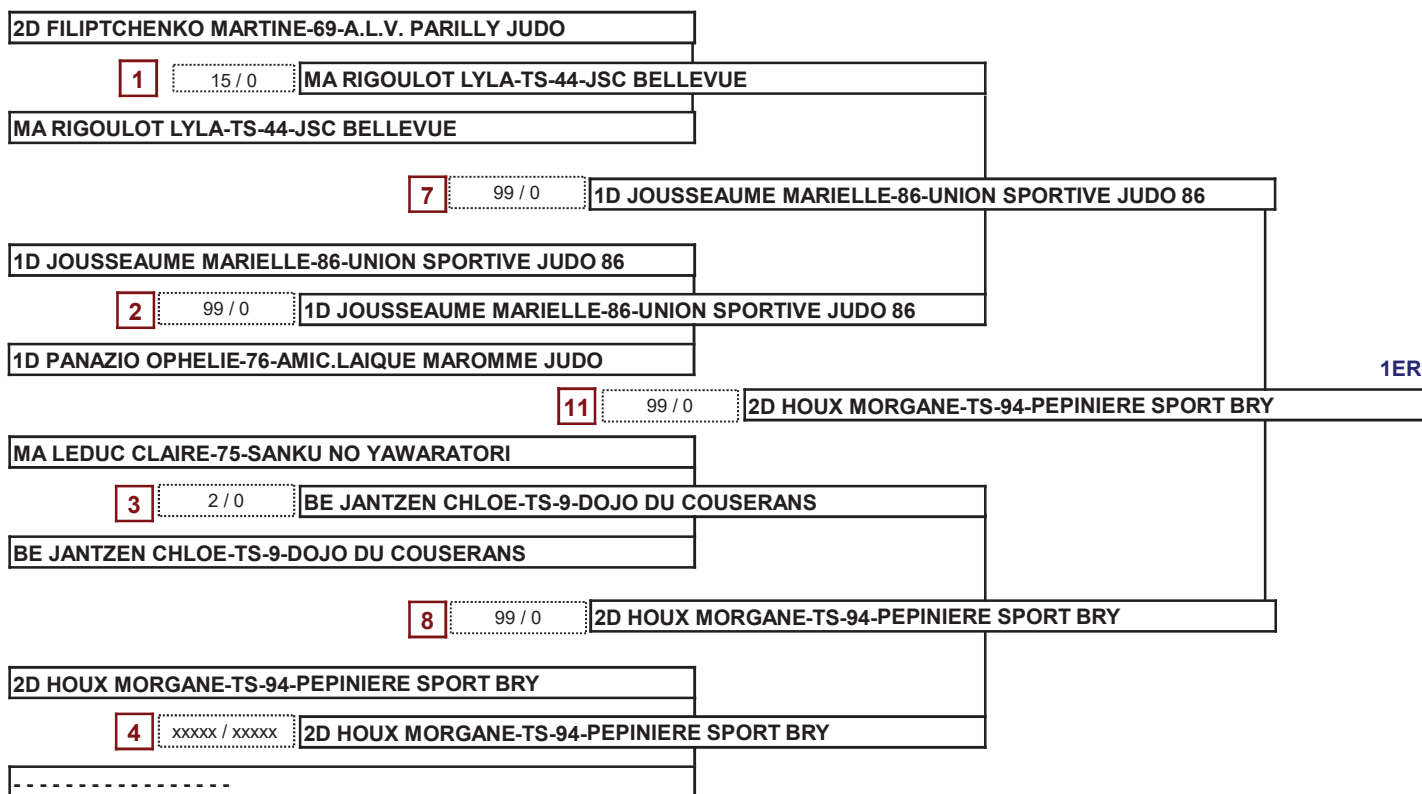 2D FILIPTCHENKO MARTINE-69-A.L.V. PARILLY JUDO
1 15 / 0 MA RIGOULOT LYLA-TS-44-JSC BELLEVUE
MA RIGOULOT LYLA-TS-44-JSC BELLEVUE
7 99 / 0 1D JOUSSEAUME MARIELLE-86-UNION SPORTIVE JUDO 86
1D JOUSSEAUME MARIELLE-86-UNION SPORTIVE JUDO 86
2 99 / 0 1D JOUSSEAUME MARIELLE-86-UNION SPORTIVE JUDO 86
1D PANAZIO OPHELIE-76-AMIC.LAIQUE MAROMME JUDO
1ER
11 99 / 0 2D HOUX MORGANE-TS-94-PEPINIERE SPORT BRY
MA LEDUC CLAIRE-75-SANKU NO YAWARATORI
3 2 / 0 BE JANTZEN CHLOE-TS-9-DOJO DU COUSERANS
BE JANTZEN CHLOE-TS-9-DOJO DU COUSERANS
8 99 / 0 2D HOUX MORGANE-TS-94-PEPINIERE SPORT BRY
2D HOUX MORGANE-TS-94-PEPINIERE SPORT BRY
4 xxxxx / xxxxx 2D HOUX MORGANE-TS-94-PEPINIERE SPORT BRY
- - - - - - - - - - - - - - - - -